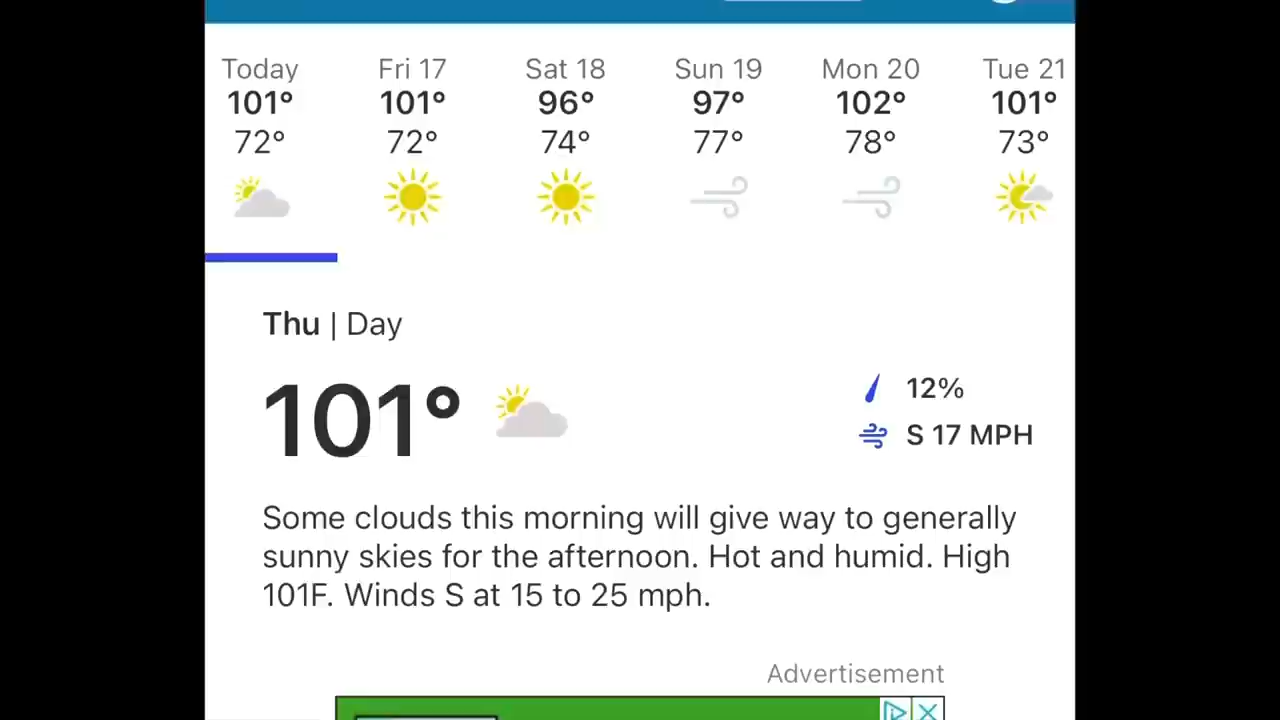 Today Fri 17 Sat 18 Sun 19 Mon 20 Tue 21
101° 101° 96° 97° 102° 101°
72° 72° 74° 77° 78° 73°
Thu | Day
101°
12%
S 17 MPH
Some clouds this morning will give way to generally
sunny skies for the afternoon. Hot and humid. High
101F. Winds S at 15 to 25 mph.
Advertisement